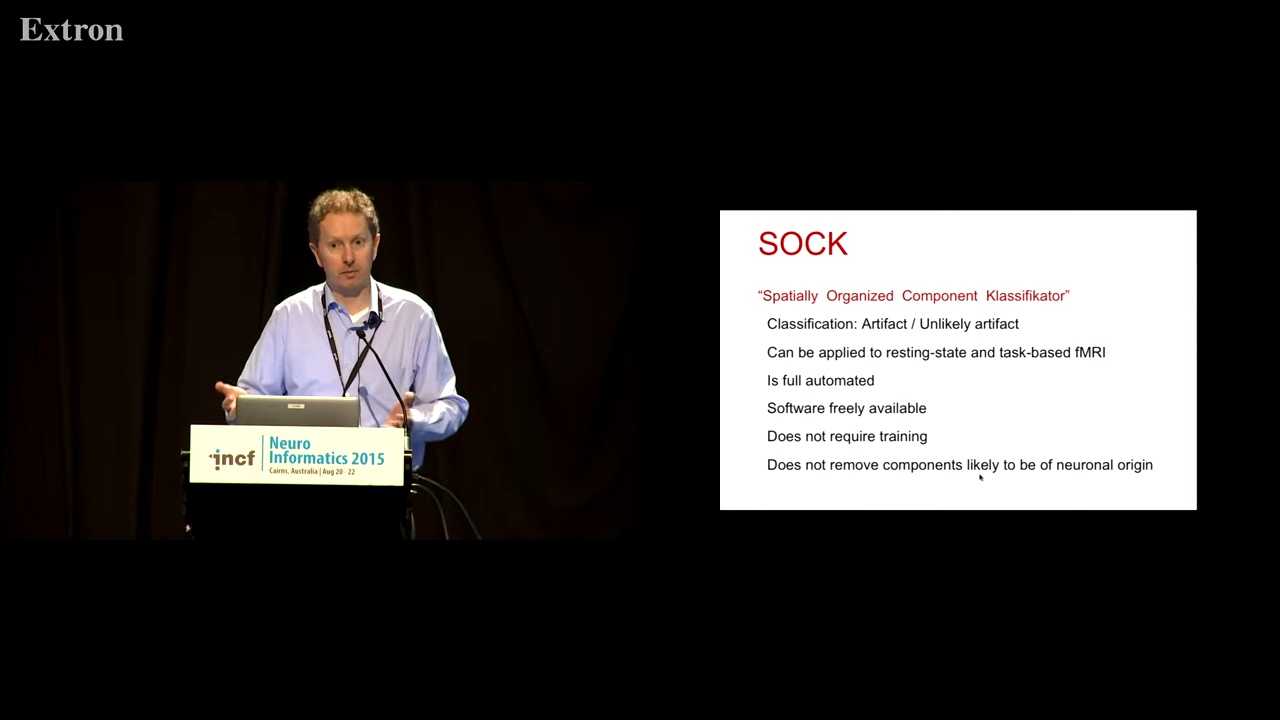 Extron
incf
Neuro
Informatics 2015
Cairns, Australia | Aug 20 - 22
SOCK
“Spatially Organized Component Klassifikator”
Classification: Artifact / Unlikely artifact
Can be applied to resting-state and task-based fMRI
Is full automated
Software freely available
Does not require training
Does not remove components likely to be of neuronal origin